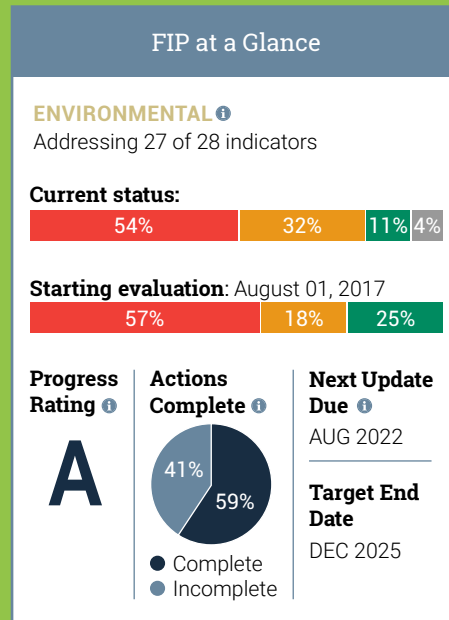 FIP at a Glance
ENVIRONMENTAL
Addressing 27 of 28 indicators
Current status:
54% 32% 11% 4%
Starting evaluation: August 01, 2017
57% 18% 25%
Progress
Rating
A
Actions
Complete
41%
59%
Complete
Incomplete
Next Update
Due
AUG 2022
Target End
Date
DEC 2025